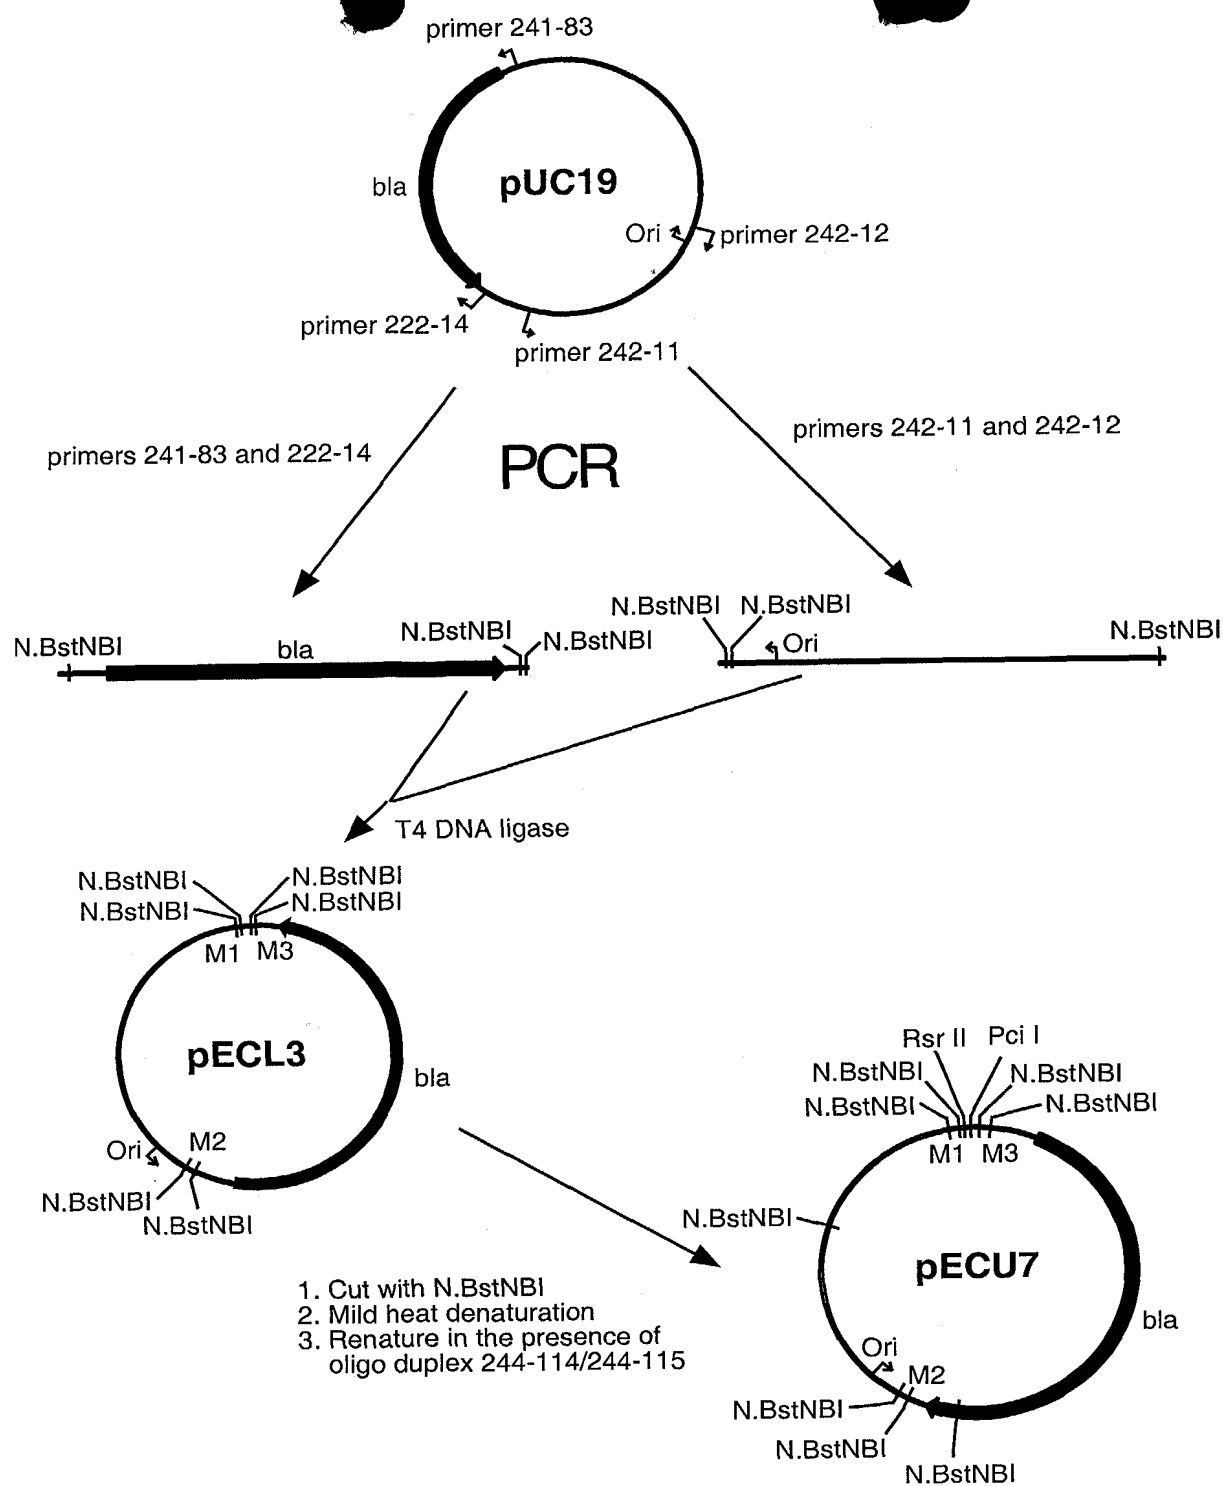 primer 241-83
bla
pUC19
Ori
primer 242-12
primer 222-14
primer 242-11
primers 241-83 and 222-14
PCR
primers 242-11 and 242-12
N.BstNBI
bla
N.BstNBI
N.BstNBI
N.BstNBI
N.BstNBI
Ori
N.BstNBI
T4 DNA ligase
N.BstNBI
N.BstNBI
N.BstNBI
N.BstNBI
M1
M3
pECL3
bla
Ori
M2
N.BstNBI
N.BstNBI
1. Cut with N.BstNBI
2. Mild heat denaturation
3. Renature in the presence of
oligo duplex 244-114/244-115
Rsr II
Pci I
N.BstNBI
N.BstNBI
N.BstNBI
N.BstNBI
M1
M3
N.BstNBI
pECU7
bla
Ori
M2
N.BstNBI
N.BstNBI
N.BstNBI